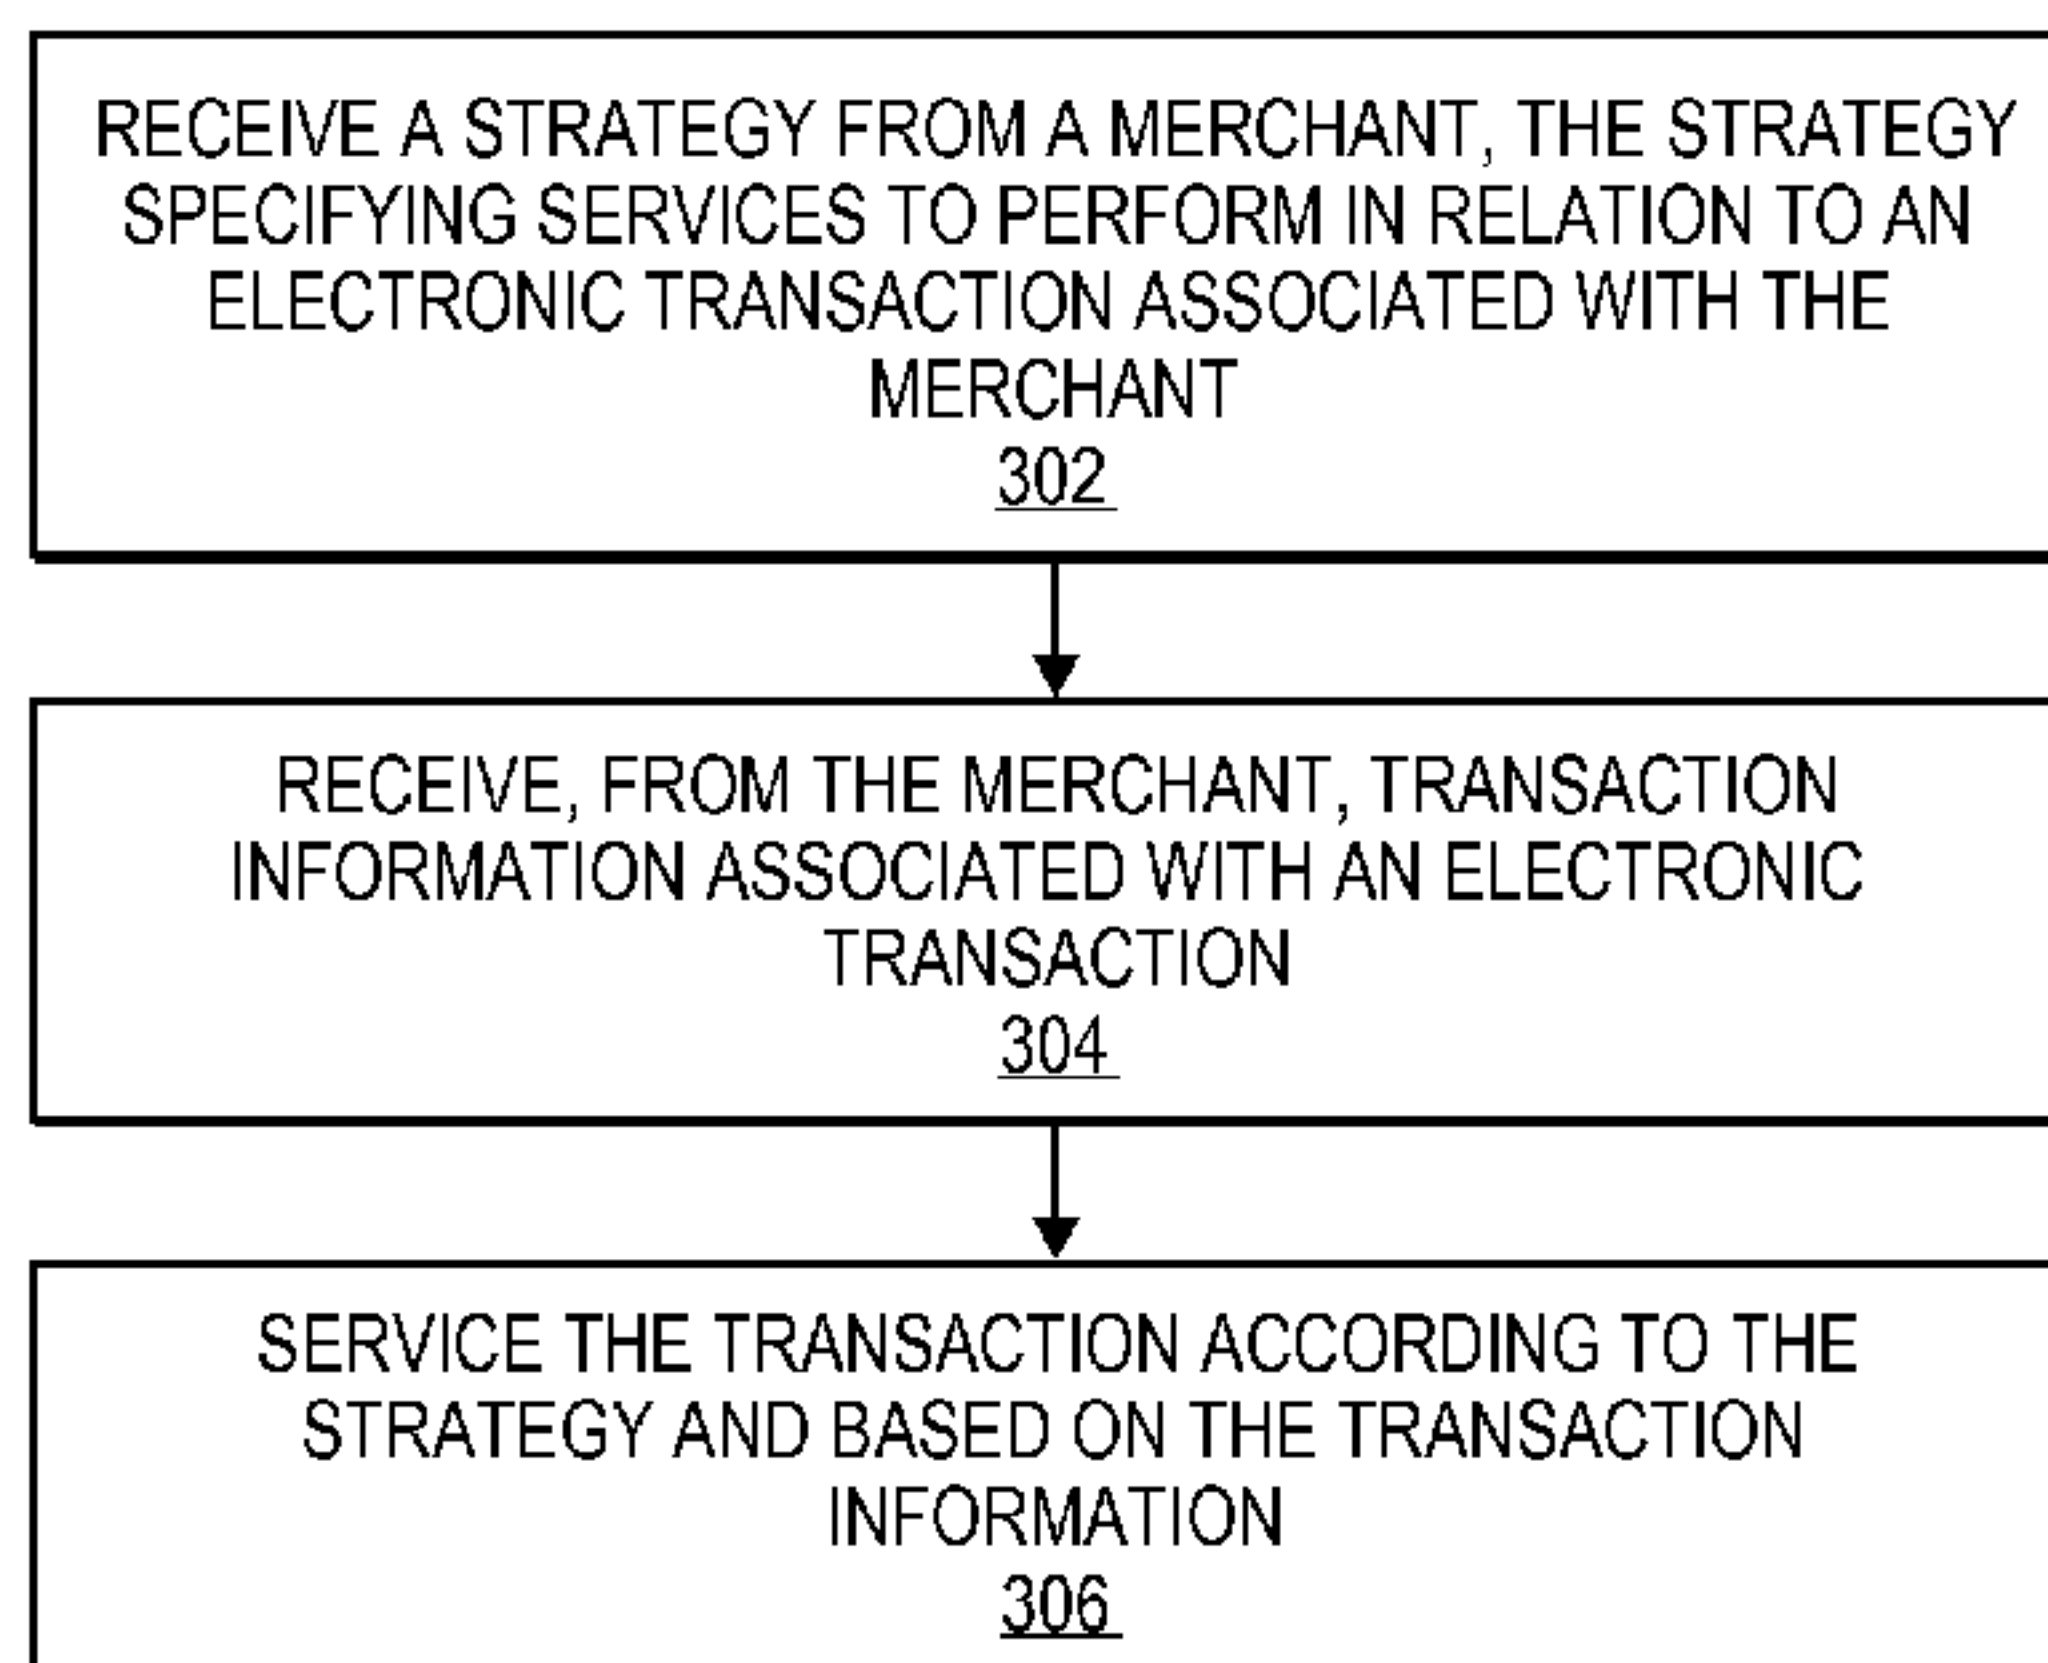 RECEIVE A STRATEGY FROM A MERCHANT, THE STRATEGY
SPECIFYING SERVICES TO PERFORM IN RELATION TO AN
ELECTRONIC TRANSACTION ASSOCIATED WITH THE
MERCHANT
302
RECEIVE, FROM THE MERCHANT, TRANSACTION
INFORMATION ASSOCIATED WITH AN ELECTRONIC
TRANSACTION
304
SERVICE THE TRANSACTION ACCORDING TO THE
STRATEGY AND BASED ON THE TRANSACTION
INFORMATION
306